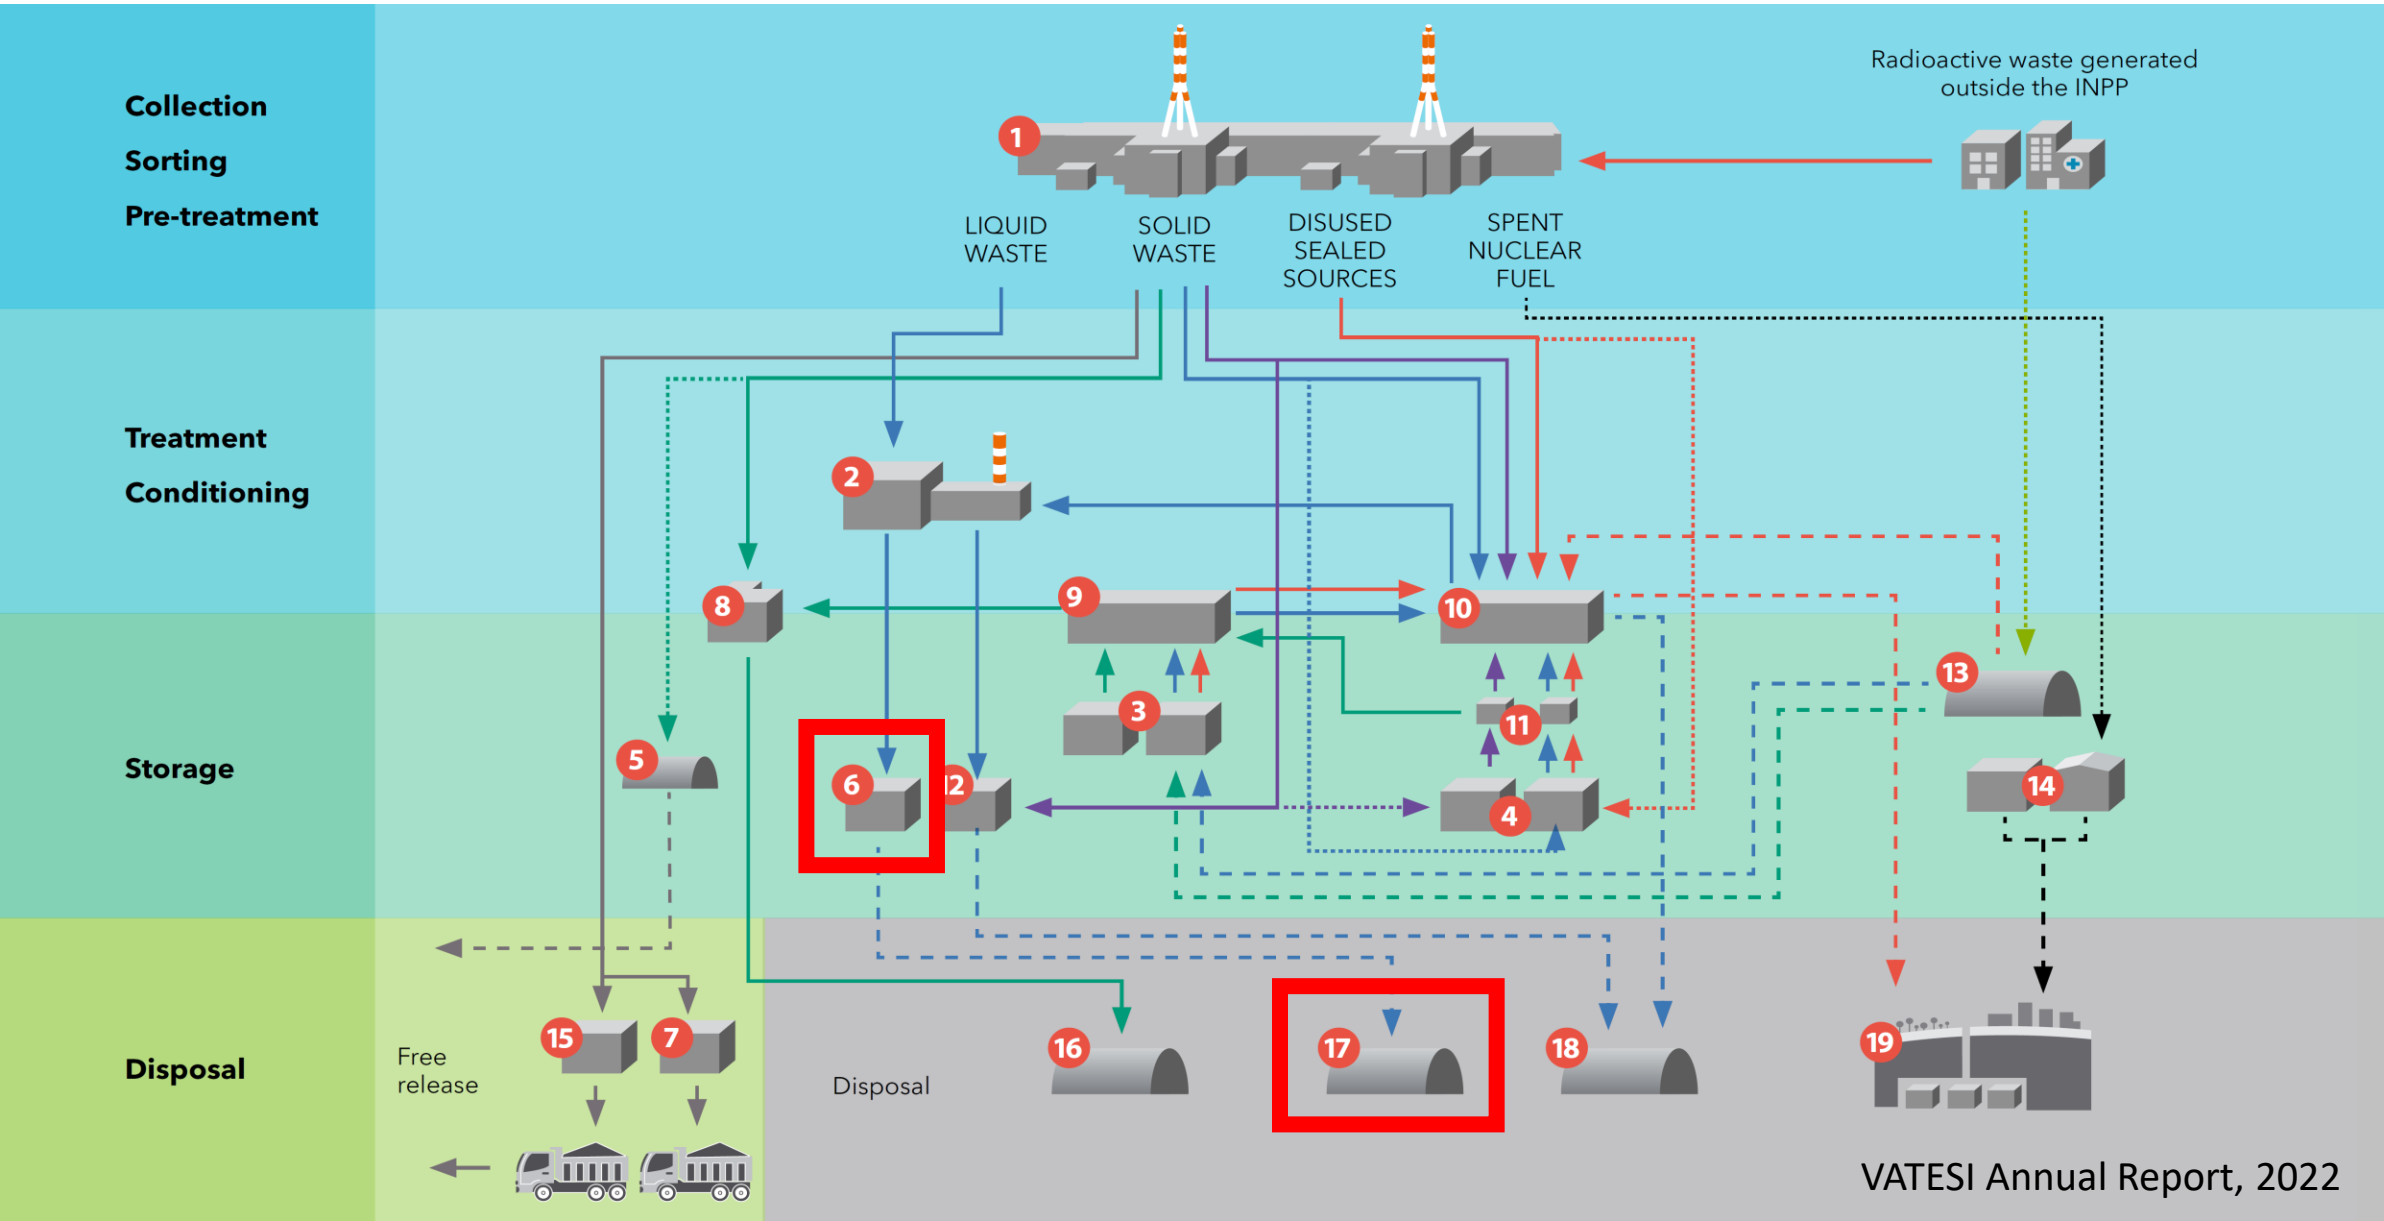 Collection
Sorting
Pre-treatment
Radioactive waste generated
outside the INPP
1
LIQUID
WASTE
SOLID
WASTE
DISUSED
SEALED
SOURCES
SPENT
NUCLEAR
FUEL
Treatment
Conditioning
2
8
9
10
Storage
13
3
11
5
6
12
4
14
Disposal
Free
release
15
7
Disposal
16
17
18
19
VATESI Annual Report, 2022